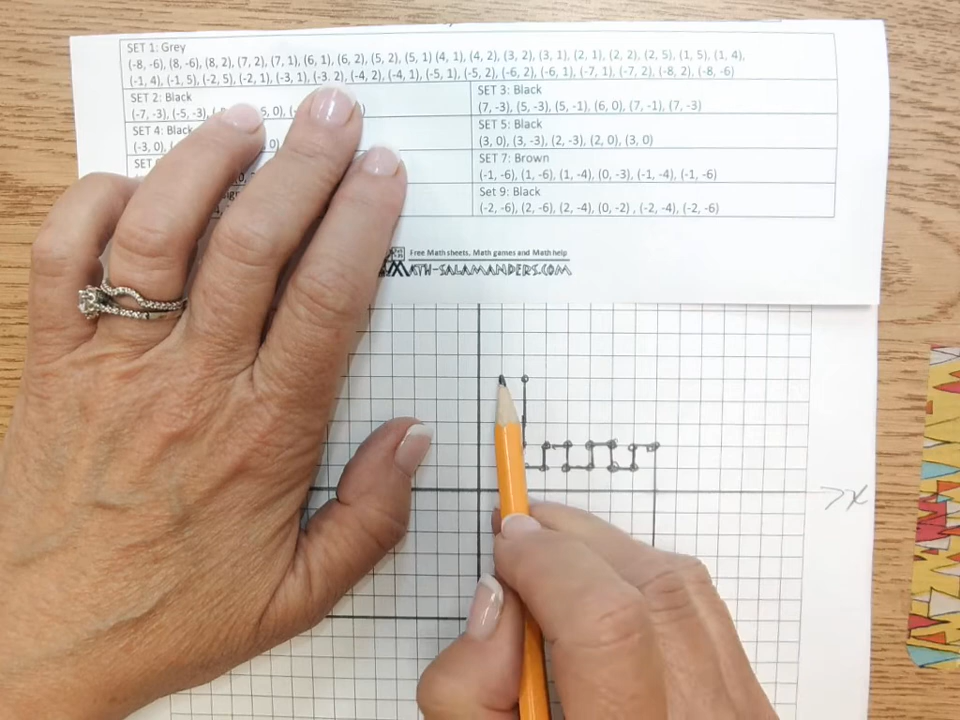 SET 1: Grey
(-8, -6), (8, -6), (8, 2), (7, 2), (7, 1), (6, 1), (6, 2), (5, 2), (5, 1) (4, 1), (4, 2), (3, 2), (3, 1), (2, 1), (2, 2), (2, 5), (1, 5), (1, 4),
(-1, 4), (-1, 5), (-2, 5), (-2, 1), (-3, 1), (-3. 2), (-4, 2), (-4, 1), (-5, 1), (-5, 2), (-6, 2), (-6, 1), (-7, 1), (-7, 2), (-8, 2), (-8, -6)
SET 2: Black
(-7, -3), (-5, -3),
SET 3: Black
(7, -3), (5, -3), (5, -1), (6, 0), (7, -1), (7, -3)
SET 4: Black
(-3, 0),
SET 5: Black
(3, 0), (3, -3), (2, -3), (2, 0), (3, 0)
SET 7: Brown
(-1, -6), (1, -6), (1, -4), (0, -3), (-1, -4), (-1, -6)
Set 9: Black
(-2, -6), (2, -6), (2, -4), (0, -2) , (-2, -4), (-2, -6)
Free Math sheets, Math games and Math help
MATH-SALAMANDERS.COM
x